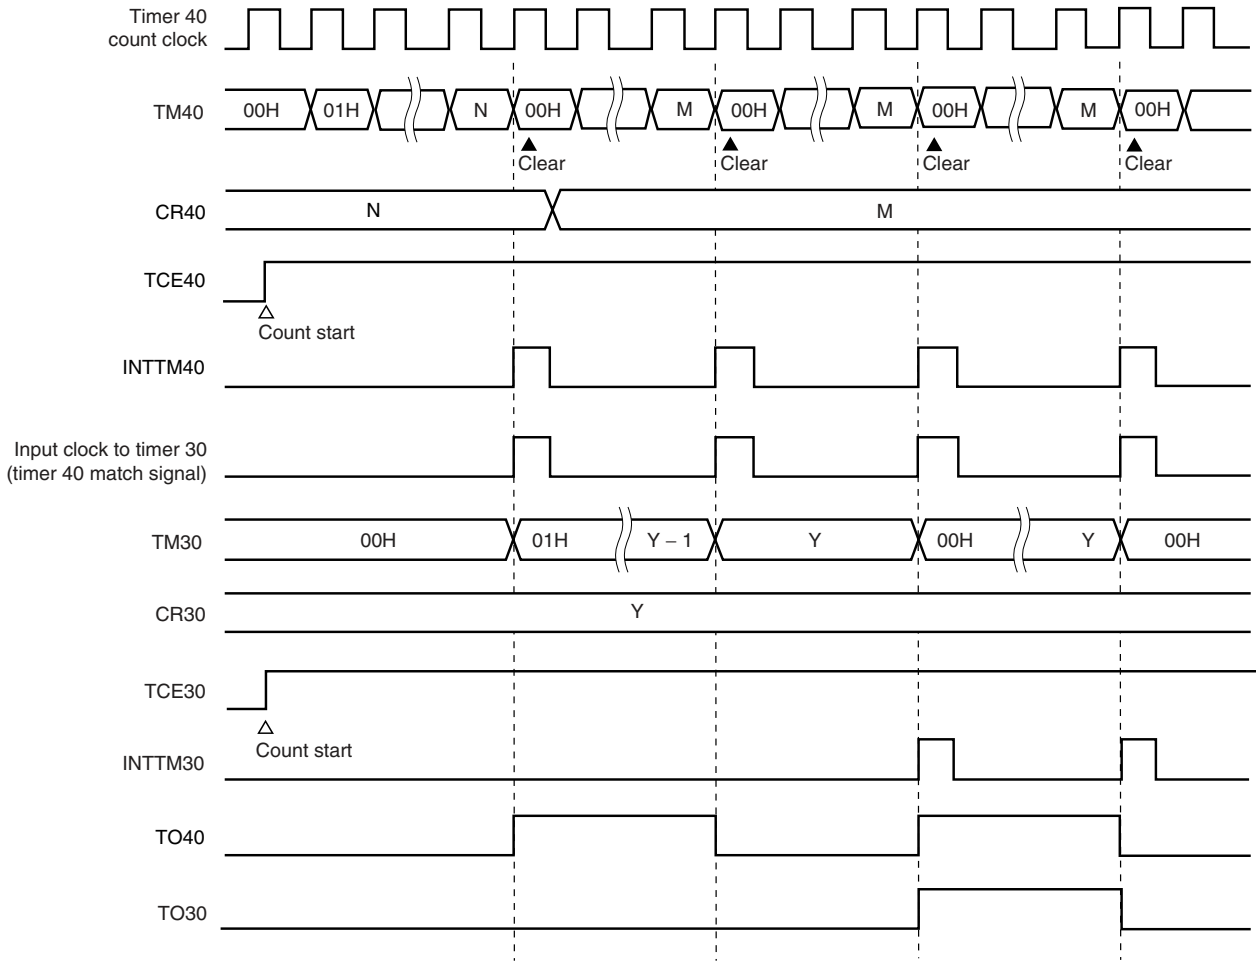 Timer 40
count clock
TM40 00H 01H N 00H M 00H M 00H M 00H
Clear Clear Clear Clear
CR40 N M
TCE40
Count start
INTTM40
Input clock to timer 30
(timer 40 match signal)
TM30 00H 01H Y – 1 Y 00H Y 00H
CR30 Y
TCE30
Count start
INTTM30
TO40
TO30